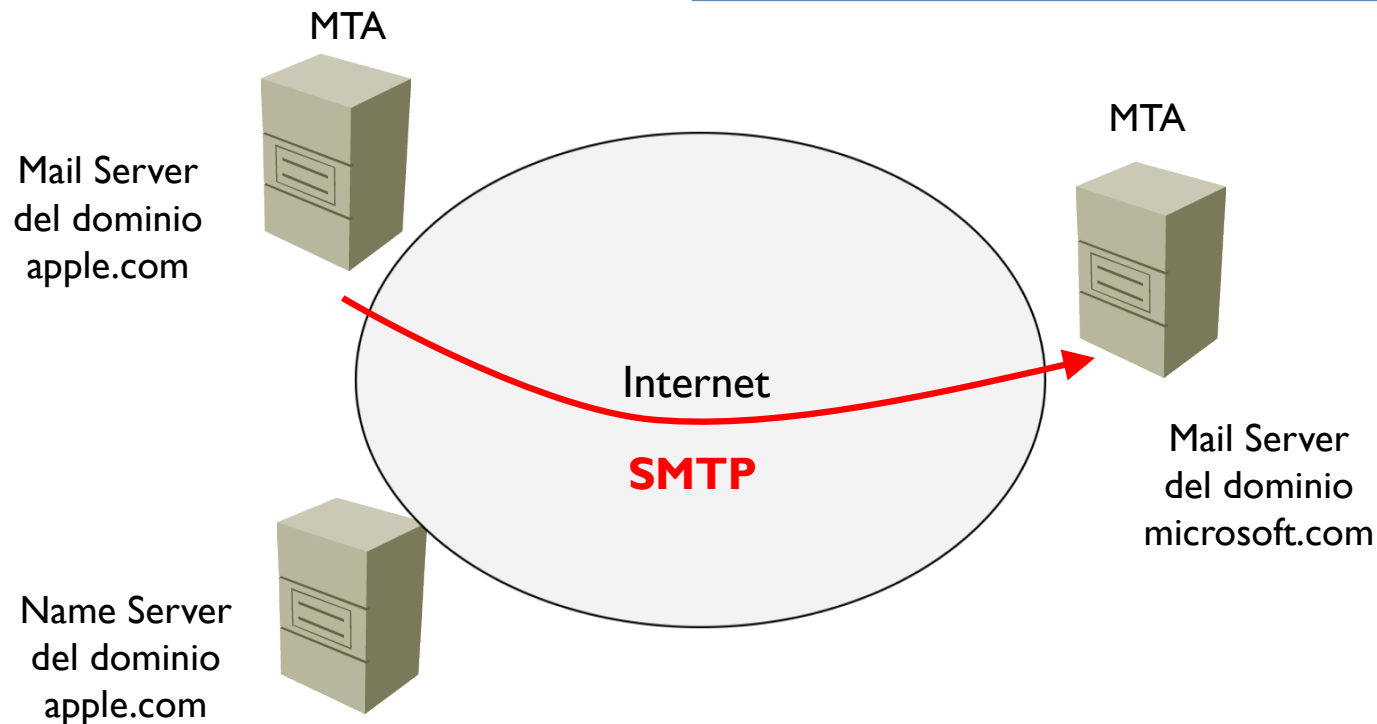 MTA
Mail Server
del dominio
apple.com
MTA
Internet
SMTP
Mail Server
del dominio
microsoft.com
Name Server
del dominio
apple.com